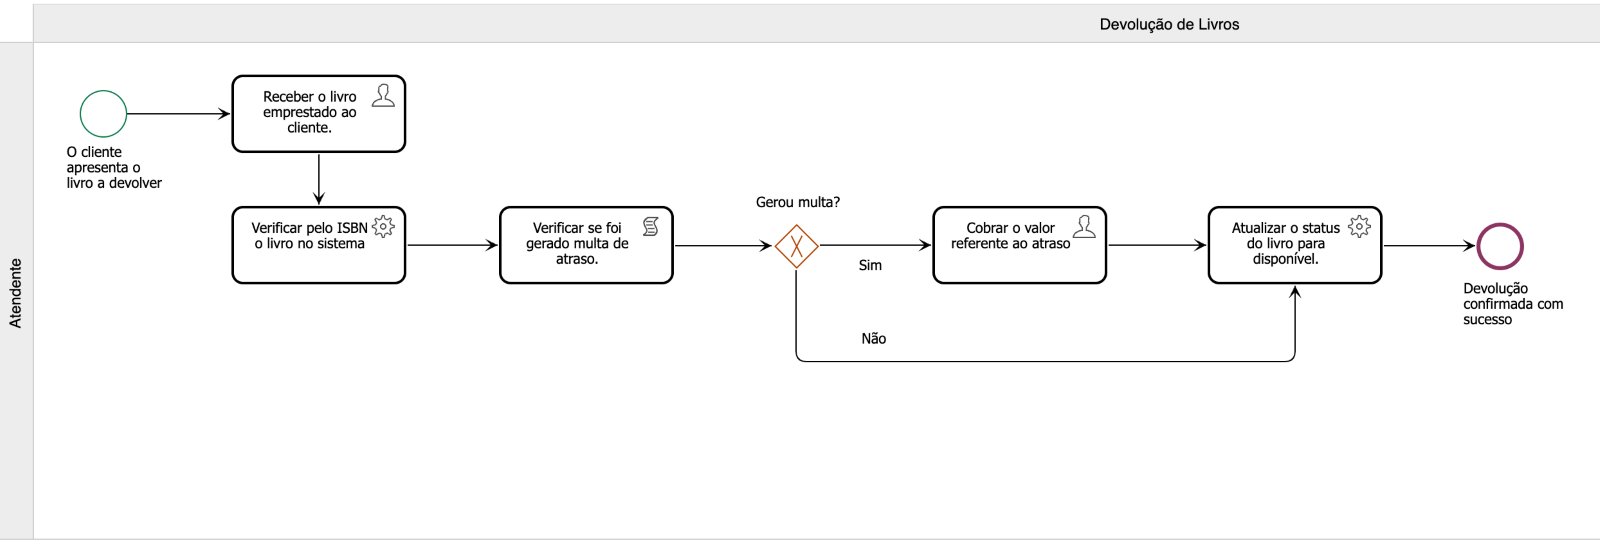 Devolução de Livros
Atendente
O cliente
apresenta o
livro a devolver
Receber o livro
emprestado ao
cliente.
Verificar pelo ISBN
o livro no sistema
Verificar se foi
gerado multa de
atraso.
Gerou multa?
X
Sim
Não
Cobrar o valor
referente ao atraso
Atualizar o status
do livro para
disponível.
Devolução
confirmada com
sucesso